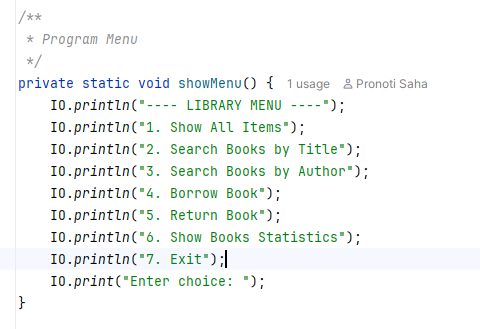 /**
 * Program Menu
 */
private static void showMenu() { 1 usage Pronoti Saha
    IO.println("---- LIBRARY MENU ----");
    IO.println("1. Show All Items");
    IO.println("2. Search Books by Title");
    IO.println("3. Search Books by Author");
    IO.println("4. Borrow Book");
    IO.println("5. Return Book");
    IO.println("6. Show Books Statistics");
    IO.println("7. Exit");
    IO.print("Enter choice: ");
}